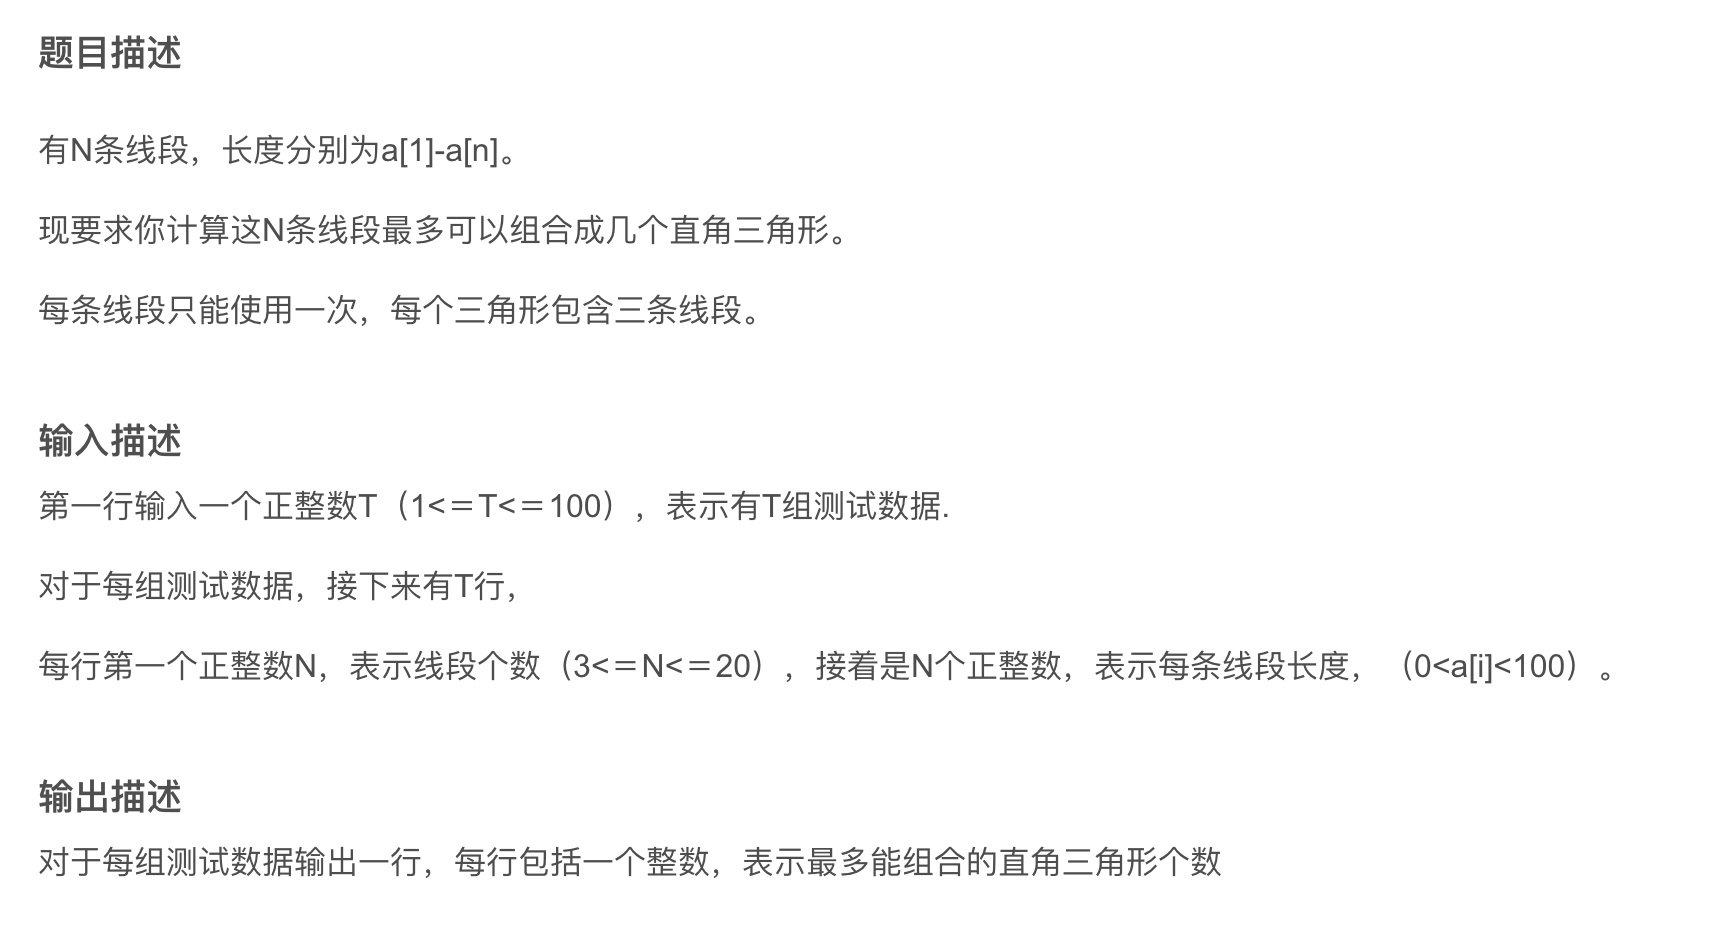 题目描述
有N条线段，长度分别为a[1]-a[n]。
现要求你计算这N条线段最多可以组合成几个直角三角形。
每条线段只能使用一次，每个三角形包含三条线段。
输入描述
第一行输入一个正整数T（1<＝T<＝100），表示有T组测试数据.
对于每组测试数据，接下来有T行，
每行第一个正整数N，表示线段个数（3<＝N<＝20），接着是N个正整数，表示每条线段长度，（0<a[i]<100）。
输出描述
对于每组测试数据输出一行，每行包括一个整数，表示最多能组合的直角三角形个数